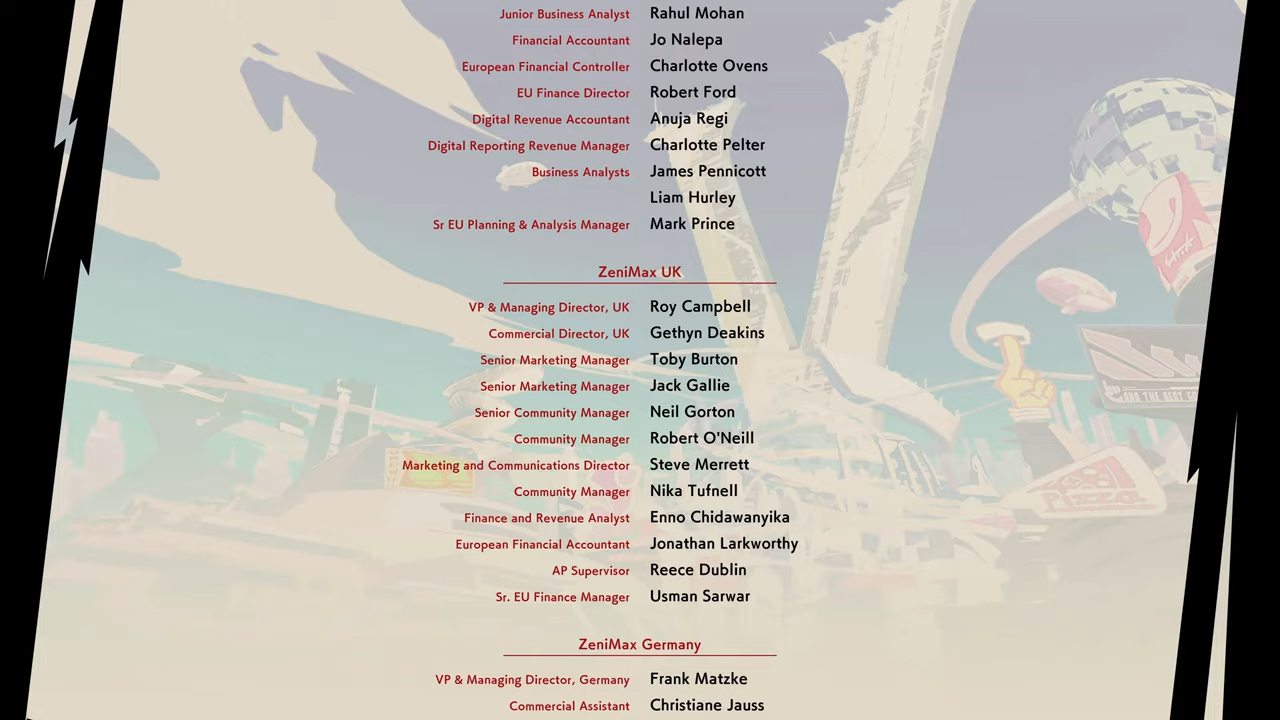 Junior Business Analyst Rahul Mohan
Financial Accountant Jo Nalepa
European Financial Controller Charlotte Ovens
EU Finance Director Robert Ford
Digital Revenue Accountant Anuja Regi
Digital Reporting Revenue Manager Charlotte Pelter
Business Analysts James Pennicott
Liam Hurley
Sr EU Planning & Analysis Manager Mark Prince
ZeniMax UK
VP & Managing Director, UK Roy Campbell
Commercial Director, UK Gethyn Deakins
Senior Marketing Manager Toby Burton
Senior Marketing Manager Jack Gallie
Senior Community Manager Neil Gorton
Community Manager Robert O'Neill
Marketing and Communications Director Steve Merrett
Community Manager Nika Tufnell
Finance and Revenue Analyst Enno Chidawanyika
European Financial Accountant Jonathan Larkworthy
AP Supervisor Reece Dublin
Sr. EU Finance Manager Usman Sarwar
ZeniMax Germany
VP & Managing Director, Germany Frank Matzke
Commercial Assistant Christiane Jauss
AND THE BEST
Pizza